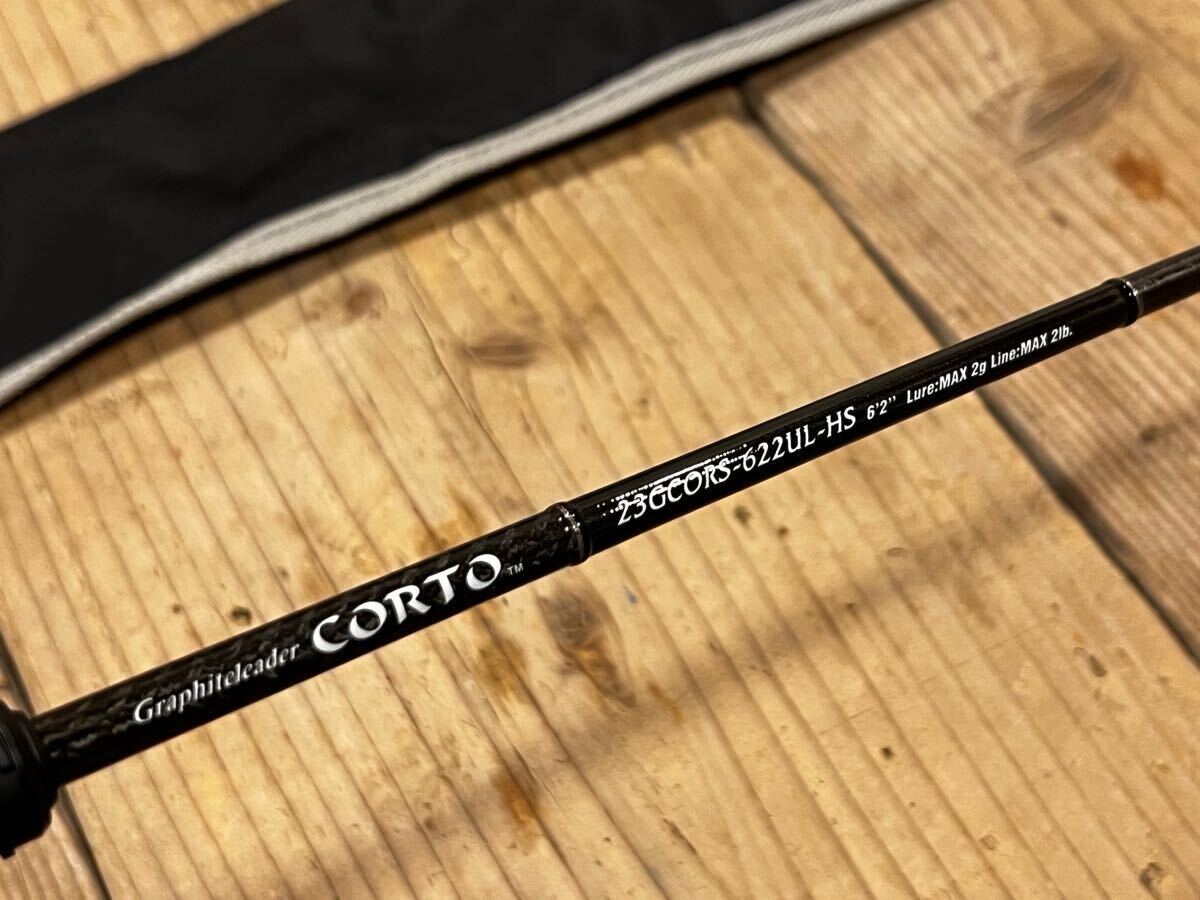 Graphiteleader CORTO™ 23GCORS-622UL-HS 6'2'' Lure:MAX 2g Line:MAX 2lb.